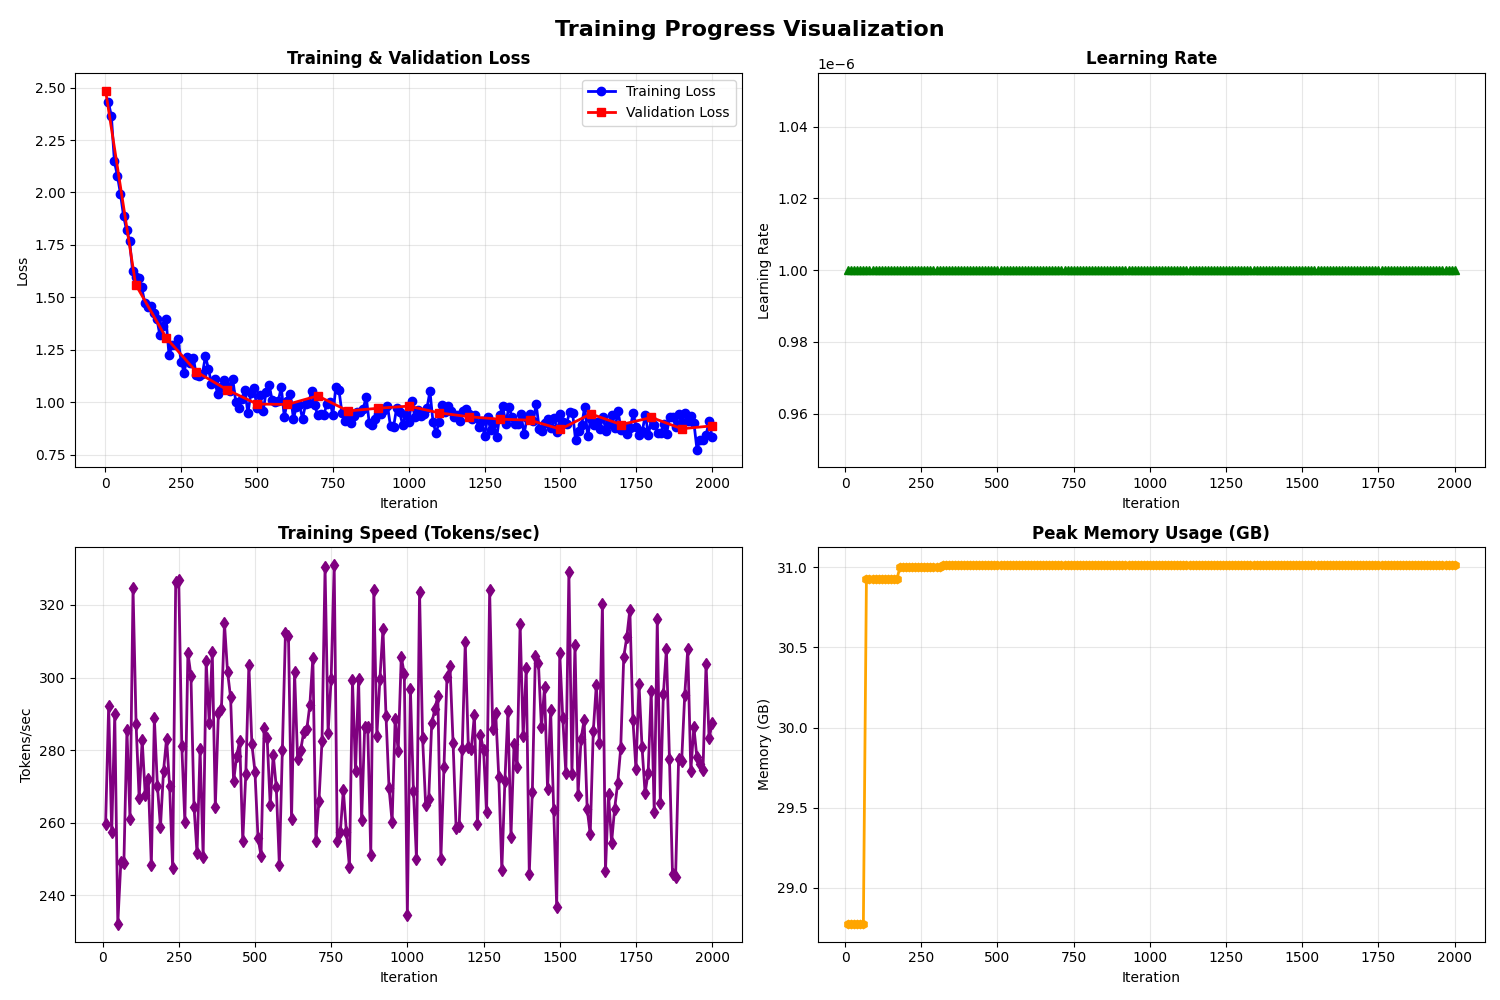 Training Progress Visualization
Training & Validation Loss
2.50
2.25
2.00
1.75
1.50
1.25
1.00
0.75
Loss
Training Loss
Validation Loss
0 250 500 750 1000 1250 1500 1750 2000
Iteration
Learning Rate
1e−6
1.04
1.02
1.00
0.98
0.96
Learning Rate
0 250 500 750 1000 1250 1500 1750 2000
Iteration
Training Speed (Tokens/sec)
320
300
280
260
240
Tokens/sec
0 250 500 750 1000 1250 1500 1750 2000
Iteration
Peak Memory Usage (GB)
31.0
30.5
30.0
29.5
29.0
Memory (GB)
0 250 500 750 1000 1250 1500 1750 2000
Iteration